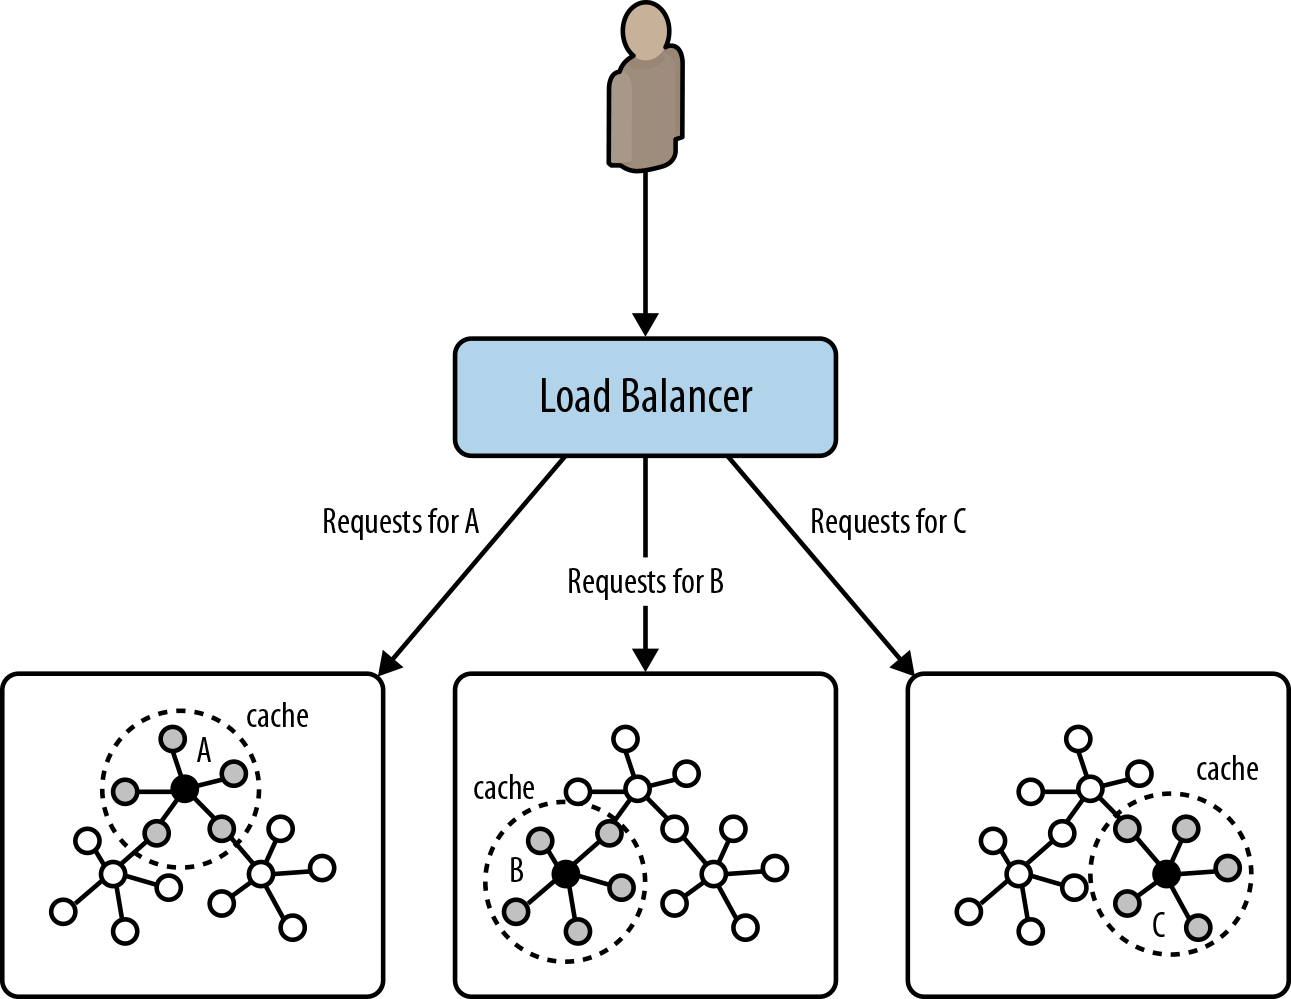 Load Balancer
Requests for A
Requests for C
Requests for B
cache
A
cache
B
cache
C